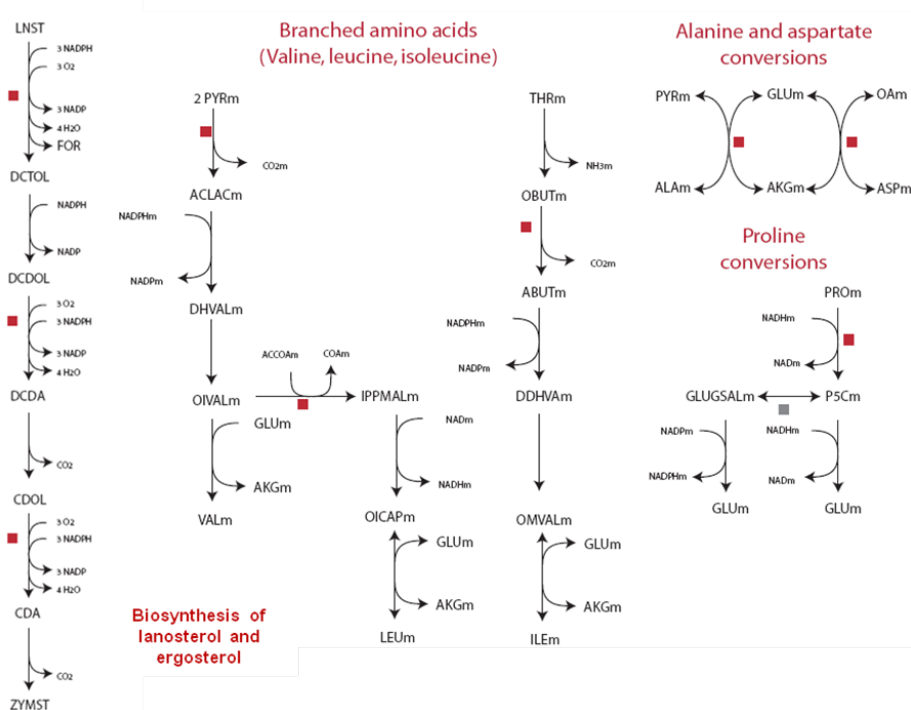 LNST
3 NADPH
3 O2
3 NADP
4 H2O
FOR
DCTOL
NADPH
NADP
DCDOL
3 O2
3 NADPH
3 NADP
4 H2O
DCDA
CO2
CDOL
3 O2
3 NADPH
3 NADP
4 H2O
CDA
CO2
ZYMST
Biosynthesis of
lanosterol and
ergosterol
Branched amino acids
(Valine, leucine, isoleucine)
2 PYRm
CO2m
ACLACm
NADPHm
NADPm
DHVALm
OIVALm
ACCOAm
COAm
IPPMALm
GLUm
AKGm
VALm
NADm
NADHm
OICAPm
GLUm
AKGm
LEUm
THRm
NH3m
OBUTm
CO2m
ABUTm
NADPHm
NADPm
DDHVAm
OMVALm
GLUm
AKGm
ILEm
Alanine and aspartate
conversions
PYRm
GLUm
OAm
ALAm
AKGm
ASPm
Proline
conversions
PROm
NADHm
NADm
GLUGSALm
P5Cm
NADPm
NADPHm
GLUm
NADHm
NADm
GLUm